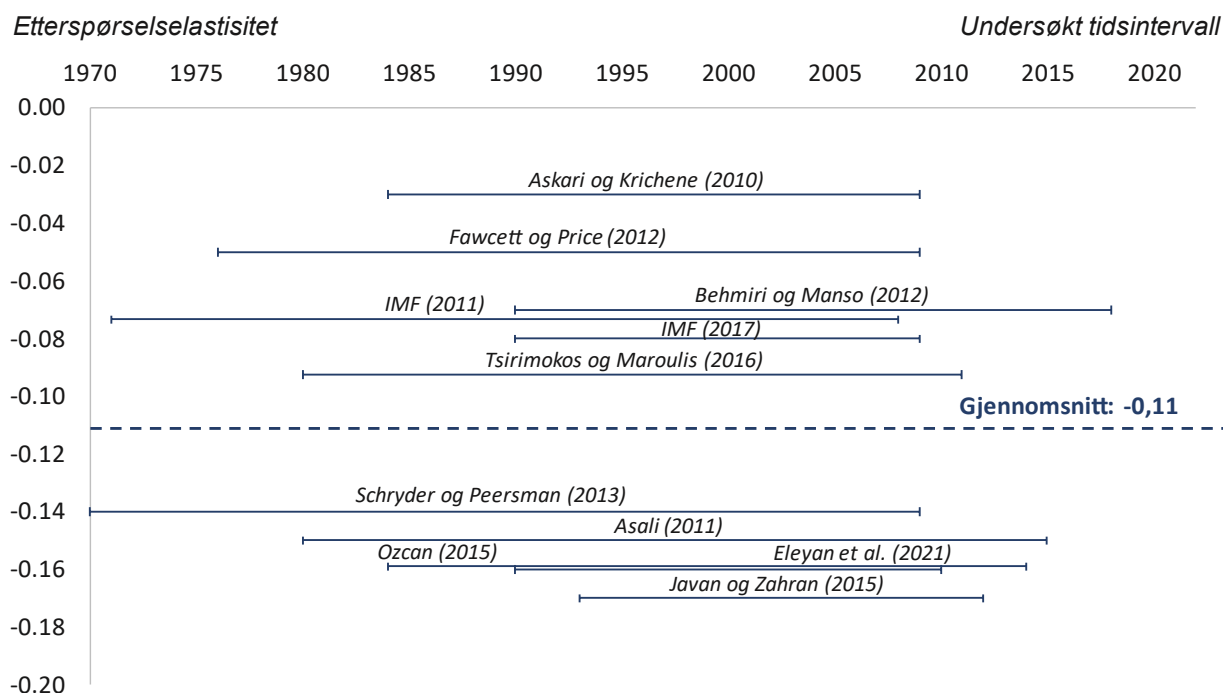 Etterspørselselastisitet Undersøkt tidsintervall
1970 1975 1980 1985 1990 1995 2000 2005 2010 2015 2020
0.00
-0.02
Askari og Krichene (2010)
-0.04
Fawcett og Price (2012)
-0.06
Behmiri og Manso (2012)
IMF (2011)
IMF (2017)
-0.08
Tsirimokos og Maroulis (2016)
-0.10
Gjennomsnitt: -0,11
-0.12
Schryder og Peersman (2013)
-0.14
Asali (2011)
Ozcan (2015) Eleyan et al. (2021)
-0.16
Javan og Zahran (2015)
-0.18
-0.20